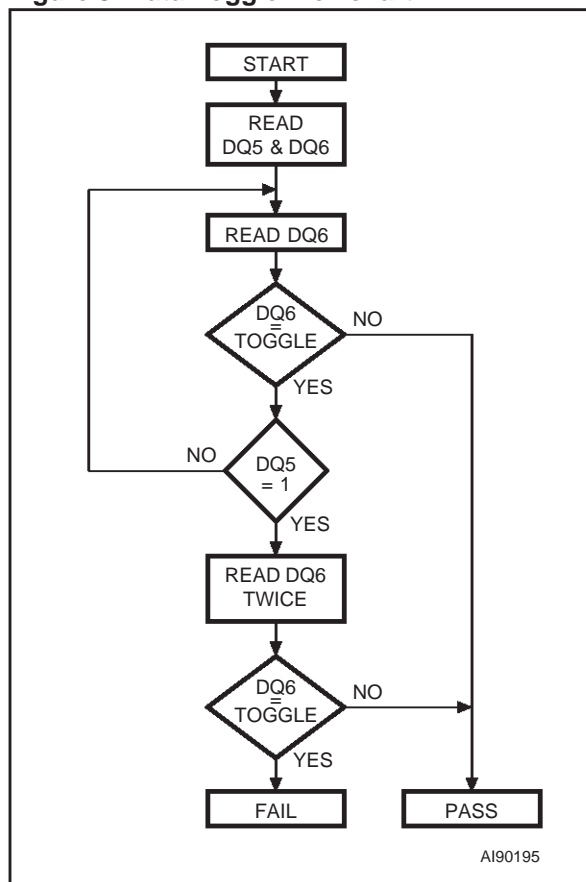 START
READ
DQ5 & DQ6
READ DQ6
DQ6
=
TOGGLE
NO
YES
NO
DQ5
= 1
YES
READ DQ6
TWICE
DQ6
=
TOGGLE
NO
YES
FAIL
PASS
AI90195